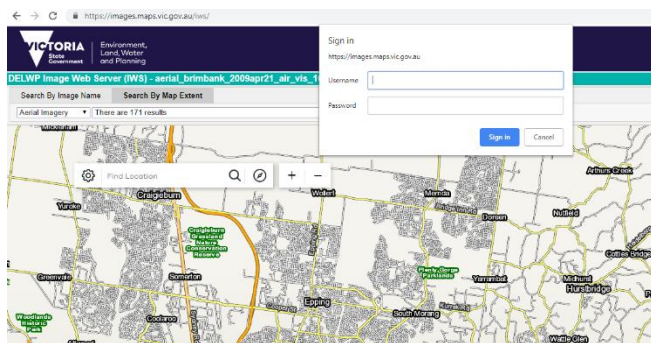 https://images.maps.vic.gov.au/iws/
VICTORIA
State
Government
Environment,
Land, Water
and Planning
DELWP Image Web Server (IWS) - aerial_brimbank_2009apr21_air_vis_1
Sign in
https://images.maps.vic.gov.au
Username
Password
Sign in
Cancel
Search By Image Name
Search By Map Extent
Aerial Imagery
There are 171 results
Find Location
+
−
Mickleham
Craigieburn
Wollert
Mernda
Arthurs Creek
Yuroke
Doreen
Nutfield
Craigieburn
Grassland
Nature
Conservation
Reserve
Cottles Bridge
Greenvale
Somerton
Plenty Gorge
Parklands
Yarrambat
Midhurst
Hurstbridge
Epping
Woodlands
Historic
Park
Coolaroo
South Morang
Wattle Glen